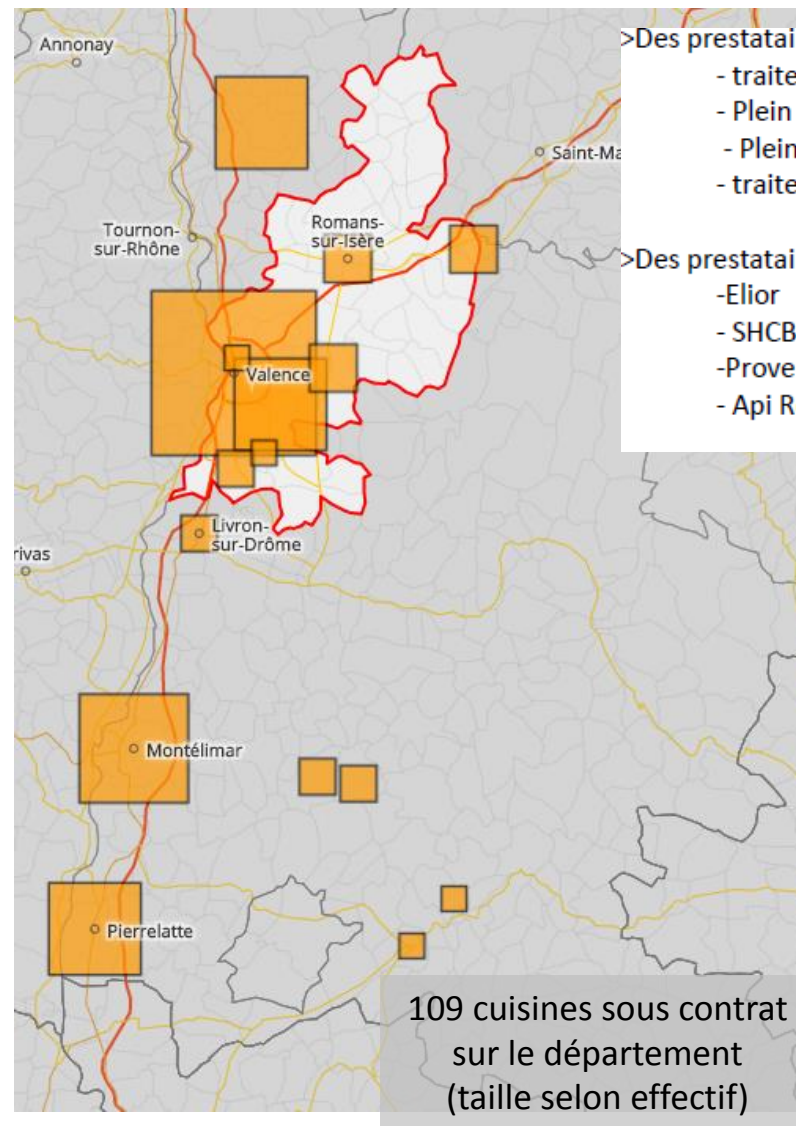 Annonay
>Des prestatai
- traite
- Plein
- Plein
- traite
Saint-Ma
Tournon-
sur-Rhône
Romans-
sur-Isère
>Des prestatai
-Elior
- SHCB
-Prove
- Api R
Valence
Livron-
sur-Drôme
rivas
Montélimar
Pierrelatte
109 cuisines sous contrat
sur le département
(taille selon effectif)